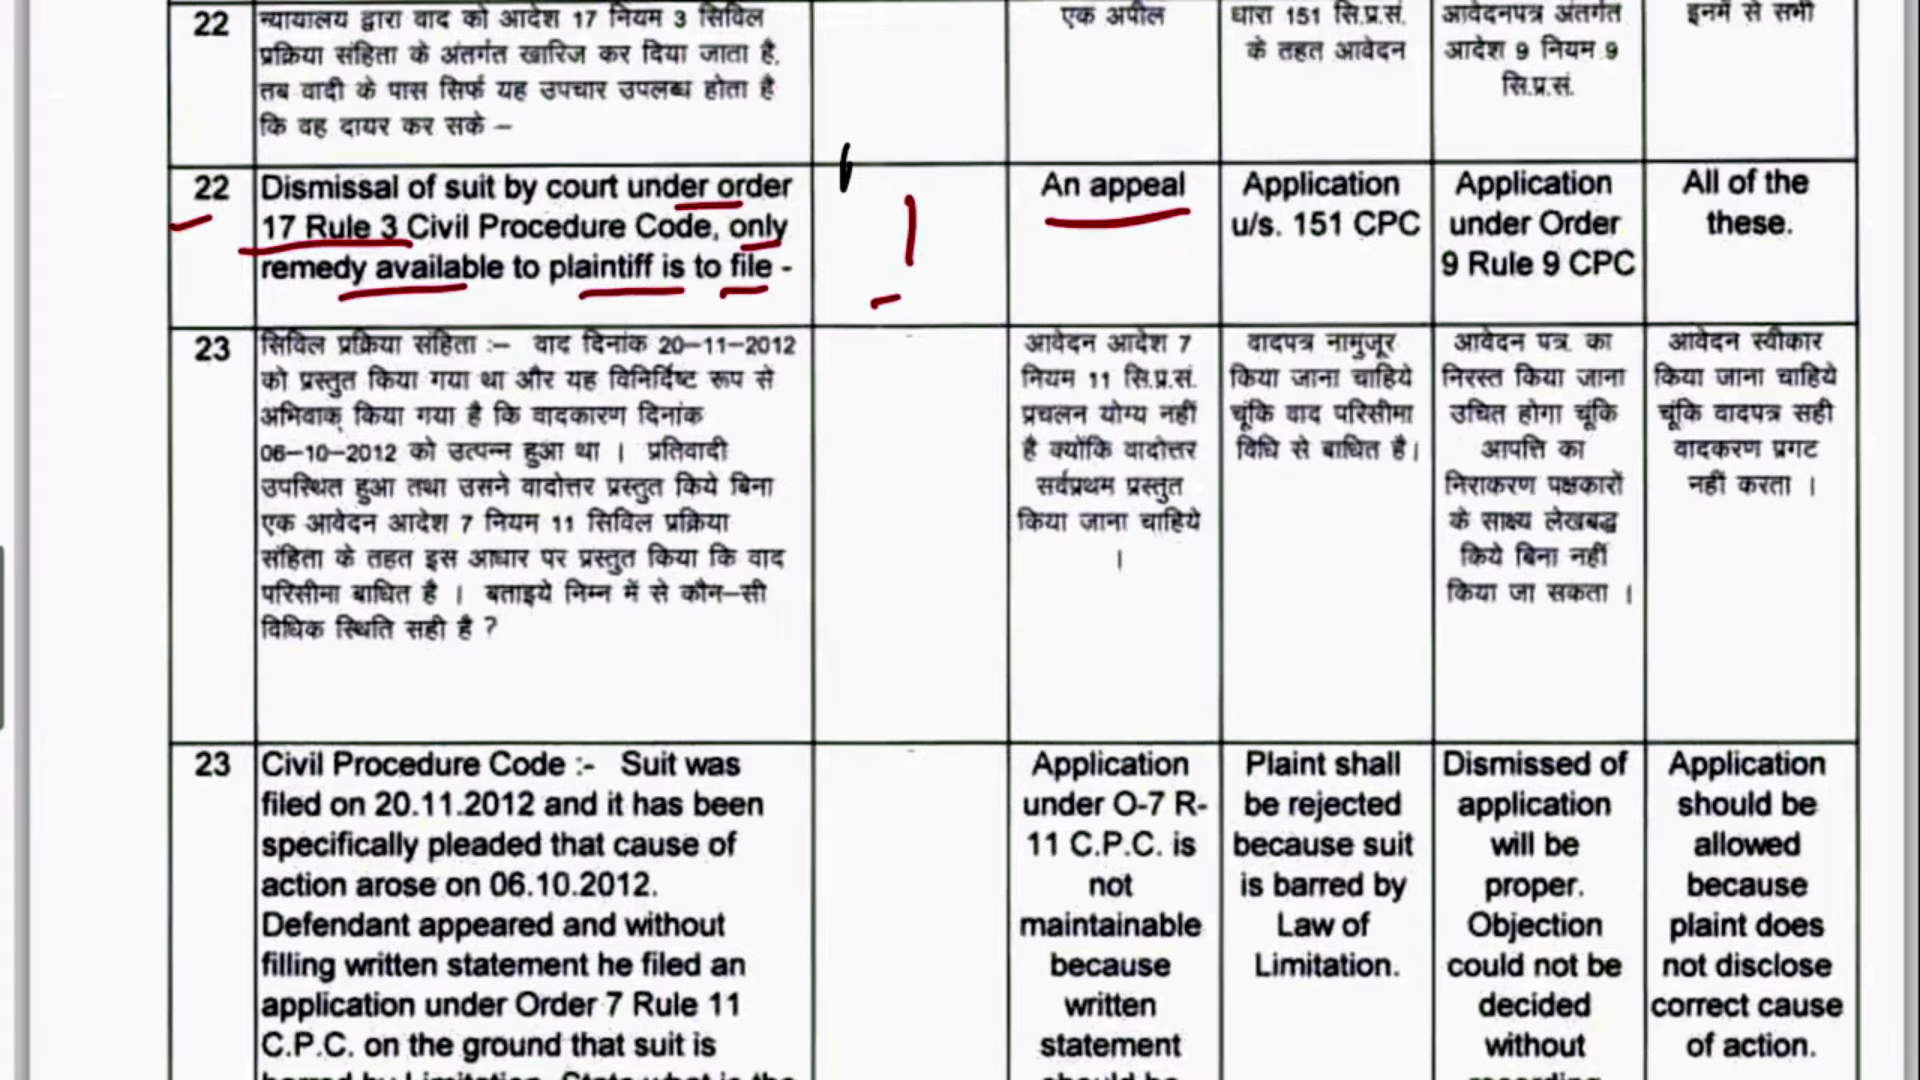 22
न्यायालय द्वारा वाद को आदेश 17 नियम 3 सिविल
प्रक्रिया संहिता के अंतर्गत खारिज कर दिया जाता है,
तब वादी के पास सिर्फ यह उपचार उपलब्ध होता है
कि वह दायर कर सके –
एक अपील
धारा 151 सि.प्र.सं.
के तहत आवेदन
आवेदनपत्र अंतर्गत
आदेश 9 नियम 9
सि.प्र.सं.
इनमें से सभी
22
Dismissal of suit by court under order
17 Rule 3 Civil Procedure Code, only
remedy available to plaintiff is to file -
An appeal
Application
u/s. 151 CPC
Application
under Order
9 Rule 9 CPC
All of the
these.
23
सिविल प्रक्रिया संहिता :– वाद दिनांक 20–11–2012
को प्रस्तुत किया गया था और यह विनिर्दिष्ट रूप से
अभिवाक् किया गया है कि वादकारण दिनांक
06–10–2012 को उत्पन्न हुआ था । प्रतिवादी
उपस्थित हुआ तथा उसने वादोत्तर प्रस्तुत किये बिना
एक आवेदन आदेश 7 नियम 11 सिविल प्रक्रिया
संहिता के तहत इस आधार पर प्रस्तुत किया कि वाद
परिसीमा बाधित है । बताइये निम्न में से कौन–सी
विधिक स्थिति सही है ?
आवेदन आदेश 7
नियम 11 सि.प्र.सं.
प्रचलन योग्य नहीं
है क्योंकि वादोत्तर
सर्वप्रथम प्रस्तुत
किया जाना चाहिये
।
वादपत्र नामुजूर
किया जाना चाहिये
चूंकि वाद परिसीमा
विधि से बाधित है।
आवेदन पत्र का
निरस्त किया जाना
उचित होगा चूंकि
आपत्ति का
निराकरण पक्षकारों
के साक्ष्य लेखबद्ध
किये बिना नहीं
किया जा सकता ।
आवेदन स्वीकार
किया जाना चाहिये
चूंकि वादपत्र सही
वादकरण प्रगट
नहीं करता ।
23
Civil Procedure Code :- Suit was
filed on 20.11.2012 and it has been
specifically pleaded that cause of
action arose on 06.10.2012.
Defendant appeared and without
filling written statement he filed an
application under Order 7 Rule 11
C.P.C. on the ground that suit is
barred by Limitation. State what is the
Application
under O-7 R-
11 C.P.C. is
not
maintainable
because
written
statement
should be
Plaint shall
be rejected
because suit
is barred by
Law of
Limitation.
Dismissed of
application
will be
proper.
Objection
could not be
decided
without
recording
Application
should be
allowed
because
plaint does
not disclose
correct cause
of action.